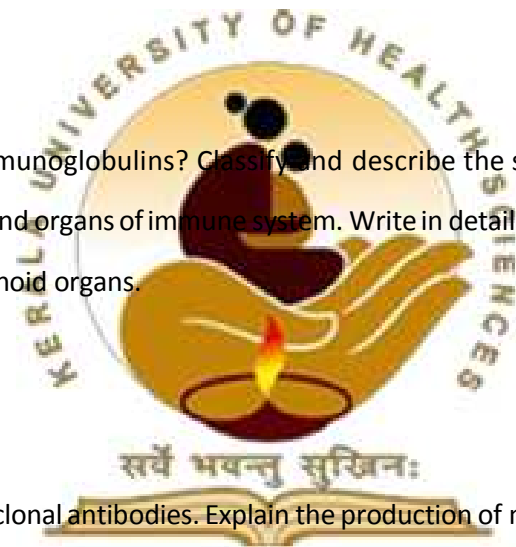 KERALA UNIVERSITY OF HEALTH SCIENCES
munoglobulins? Classify and describe the s
nd organs of immune system. Write in detail
noid organs.
सर्वे भवन्तु सुखिनः
clonal antibodies. Explain the production of